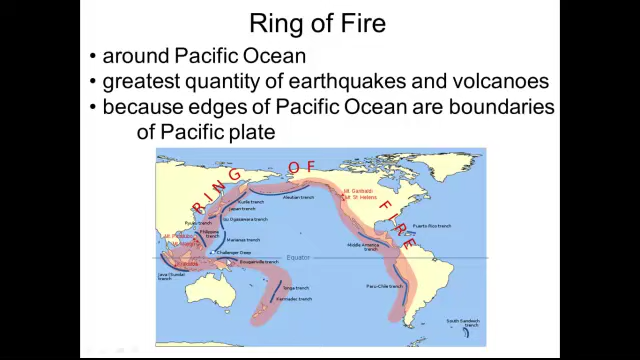 Ring of Fire
• around Pacific Ocean
• greatest quantity of earthquakes and volcanoes
• because edges of Pacific Ocean are boundaries
of Pacific plate
RING OF FIRE
Kurile trench
Aleutian trench
Japan trench
Izu Ogasawara trench
Ryukyu trench
Philippine
trench
Marianas trench
Challenger Deep
Bougainville trench
Java (Sunda)
trench
Tonga trench
Kermadec trench
Equator
Mt Garibaldi
Mt St Helens
Puerto Rico trench
Middle America
trench
Peru-Chile trench
South Sandwich
trench